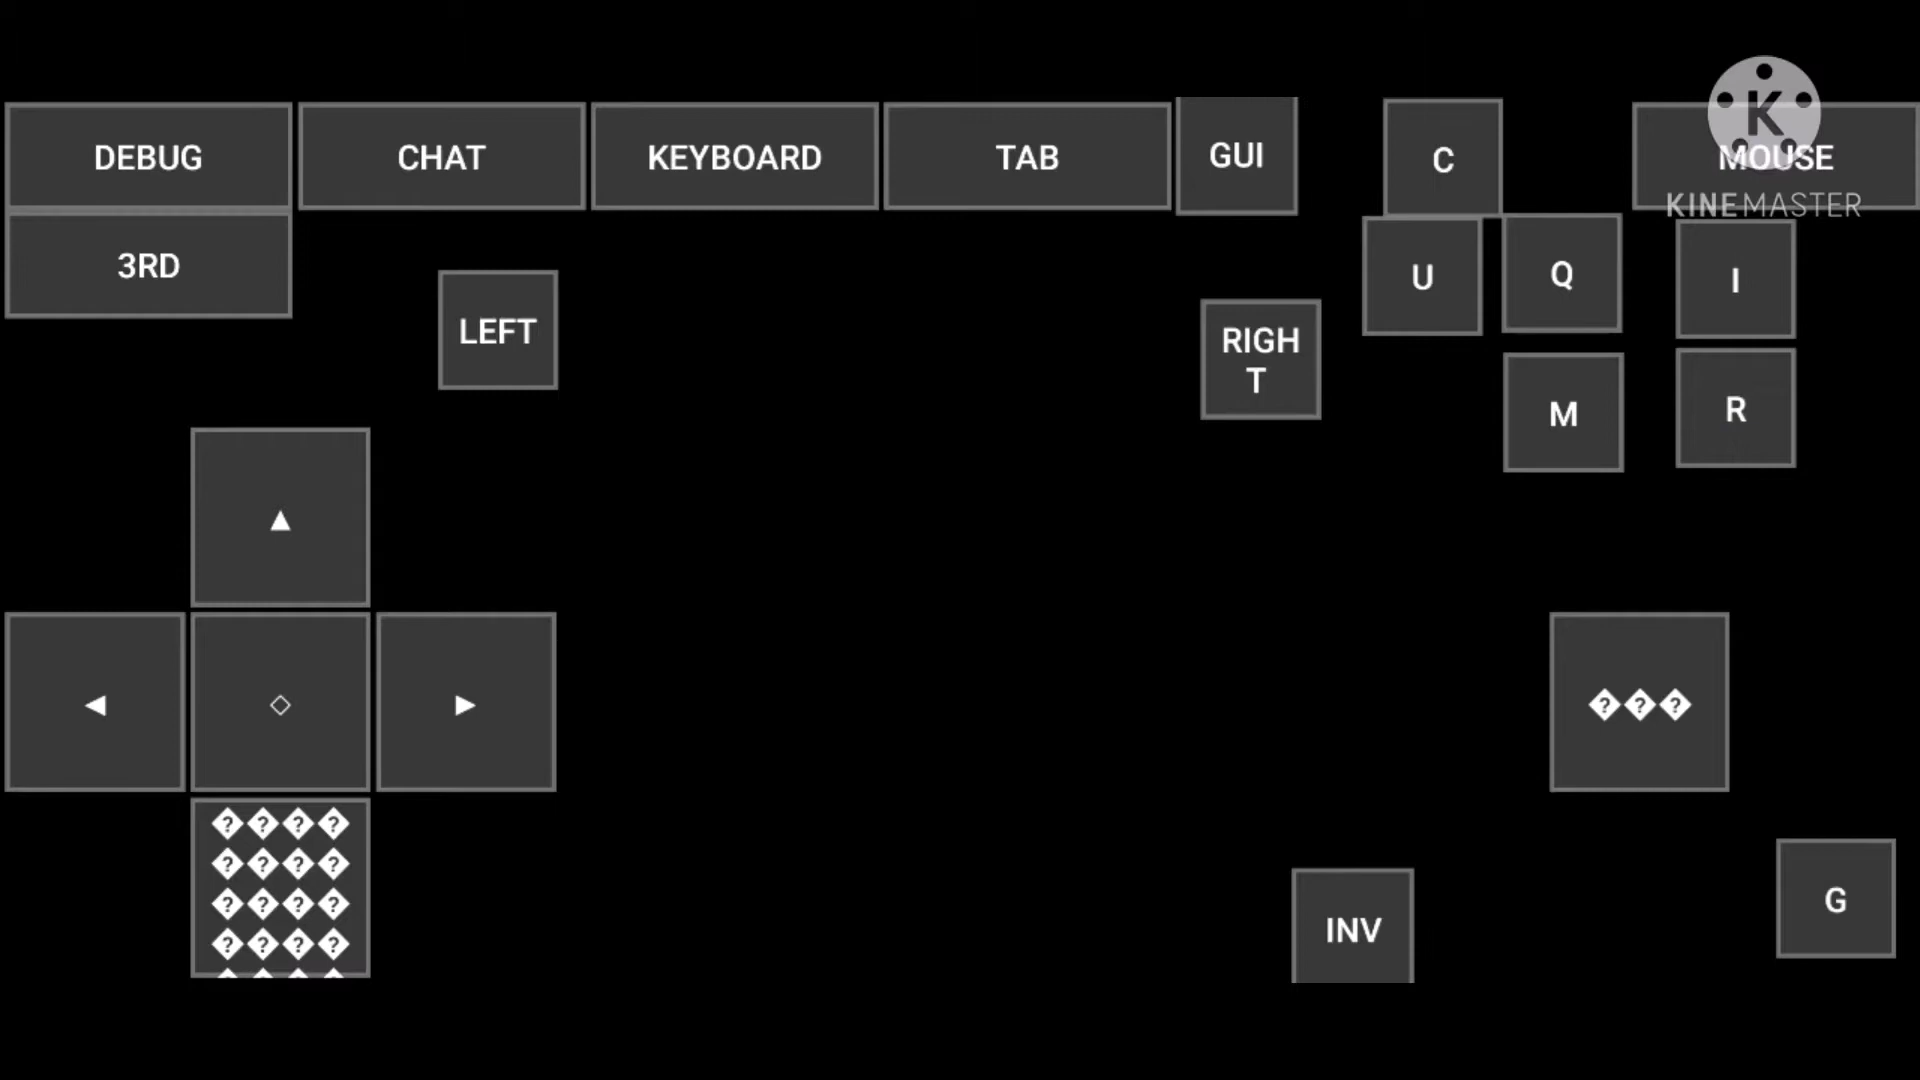 DEBUG
CHAT
KEYBOARD
TAB
GUI
C
MOUSE
K
KINEMASTER
3RD
LEFT
RIGH
T
U
Q
I
M
R
▲
◀
◇
▶
���
����
����
����
����
INV
G